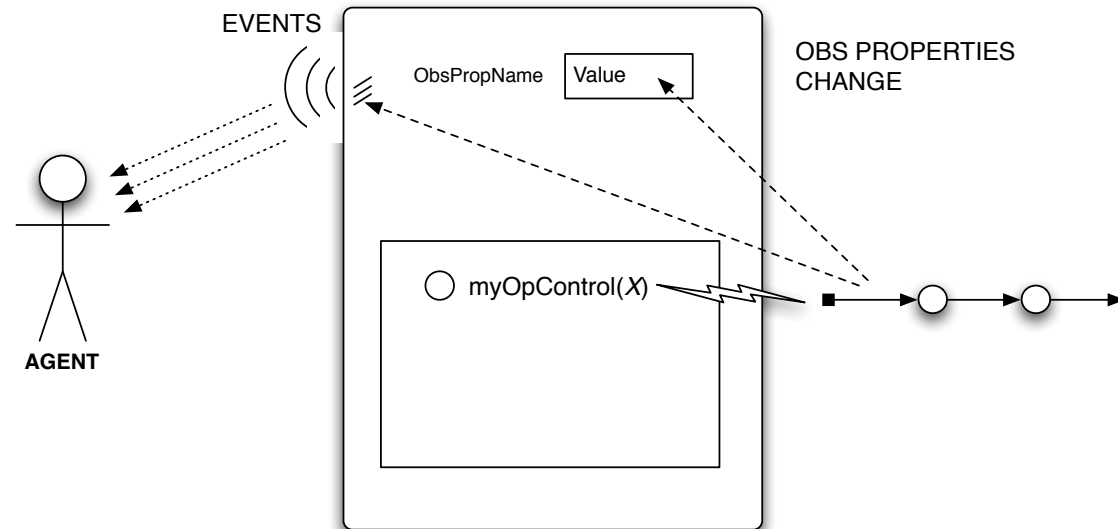 EVENTS
ObsPropName
Value
OBS PROPERTIES
CHANGE
myOpControl(X)
AGENT